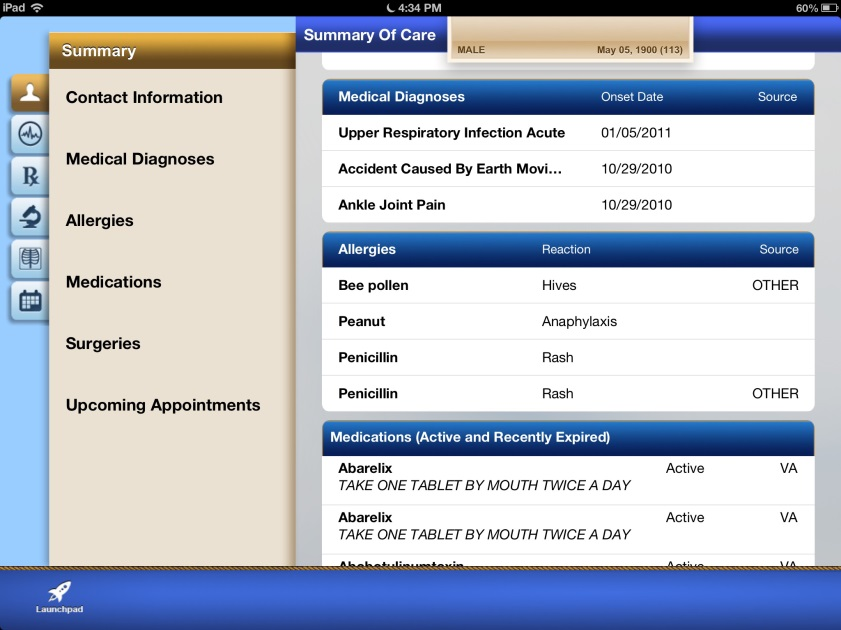 iPad 4:34 PM 60%
Summary
Summary Of Care
MALE May 05, 1900 (113)
Contact Information
Medical Diagnoses
Allergies
Medications
Surgeries
Upcoming Appointments
Rx
Medical Diagnoses Onset Date Source
Upper Respiratory Infection Acute 01/05/2011
Accident Caused By Earth Movi... 10/29/2010
Ankle Joint Pain 10/29/2010
Allergies Reaction Source
Bee pollen Hives OTHER
Peanut Anaphylaxis
Penicillin Rash
Penicillin Rash OTHER
Medications (Active and Recently Expired)
Abarelix Active VA
TAKE ONE TABLET BY MOUTH TWICE A DAY
Abarelix Active VA
TAKE ONE TABLET BY MOUTH TWICE A DAY
Active VA
Launchpad